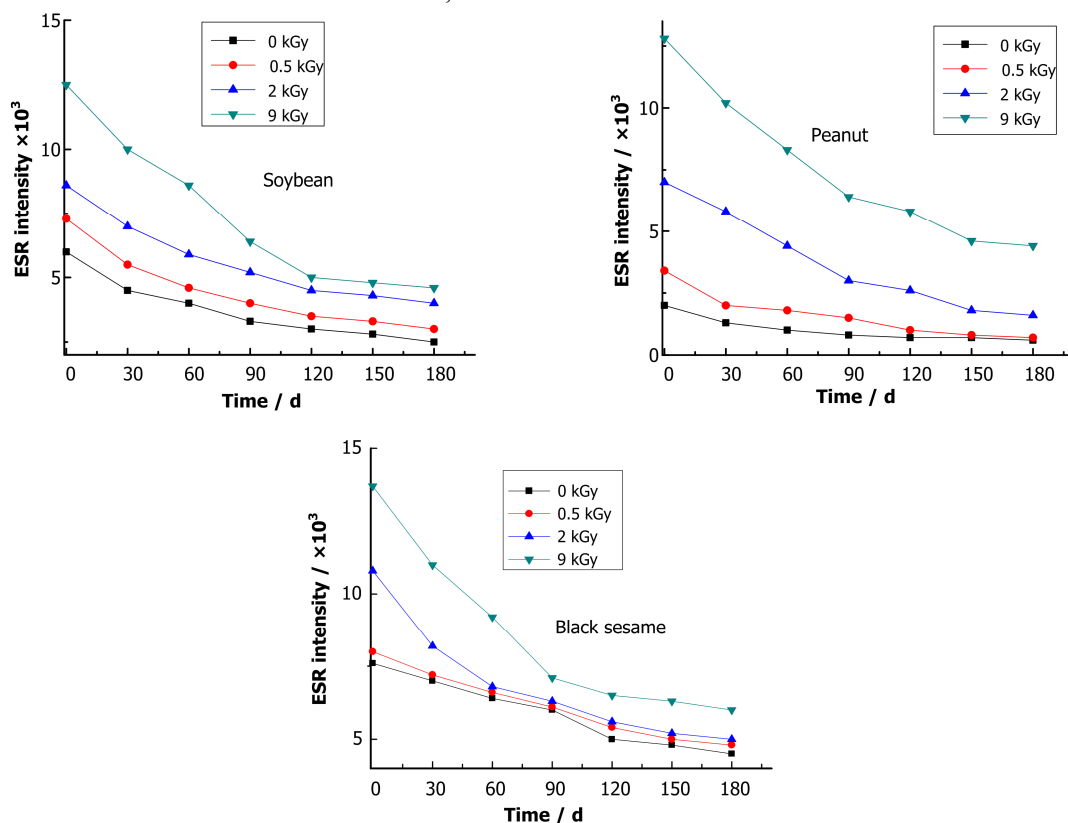 15
10
5
ESR intensity ×10³
0 kGy
0.5 kGy
2 kGy
9 kGy
Soybean
0 30 60 90 120 150 180
Time / d
10
5
0
ESR intensity / ×10³
0 kGy
0.5 kGy
2 kGy
9 kGy
Peanut
0 30 60 90 120 150 180
Time / d
15
10
5
ESR intensity / ×10³
0 kGy
0.5 kGy
2 kGy
9 kGy
Black sesame
0 30 60 90 120 150 180
Time / d